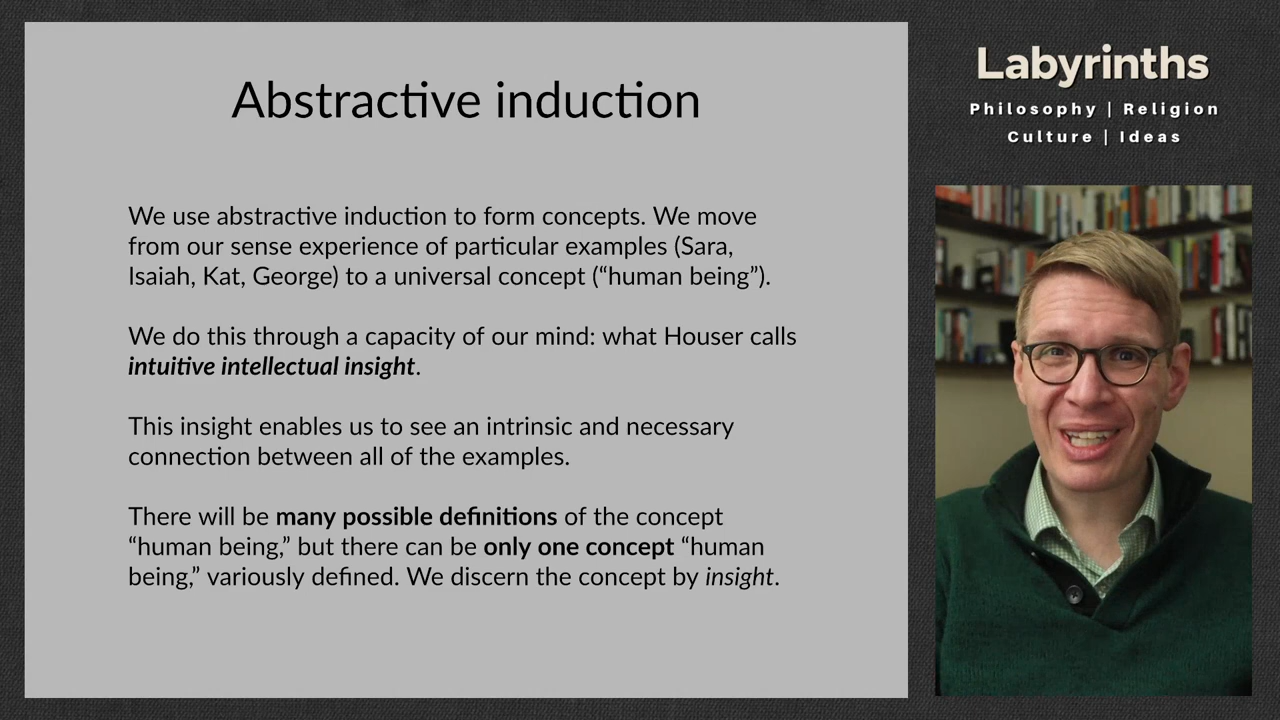 Abstractive induction
We use abstractive induction to form concepts. We move
from our sense experience of particular examples (Sara,
Isaiah, Kat, George) to a universal concept (“human being”).
We do this through a capacity of our mind: what Houser calls
intuitive intellectual insight.
This insight enables us to see an intrinsic and necessary
connection between all of the examples.
There will be many possible definitions of the concept
“human being,” but there can be only one concept “human
being,” variously defined. We discern the concept by insight.
Labyrinths
Philosophy | Religion
Culture | Ideas